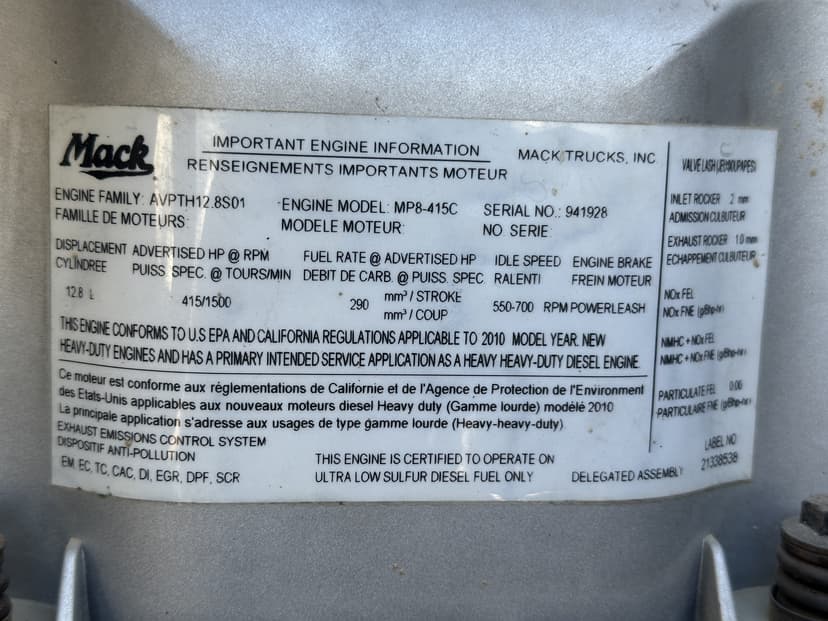 Mack
IMPORTANT ENGINE INFORMATION
RENSEIGNEMENTS IMPORTANTS MOTEUR
MACK TRUCKS, INC
ENGINE FAMILY: AVPTH12.8S01
FAMILLE DE MOTEURS:
ENGINE MODEL: MP8-415C
MODELE MOTEUR:
SERIAL NO.: 941928
NO. SERIE:
DISPLACEMENT
CYLINDREE
12.8 L
ADVERTISED HP @ RPM
PUISS. SPEC. @ TOURS/MIN
415/1500
FUEL RATE @ ADVERTISED HP
DEBIT DE CARB. @ PUISS. SPEC.
290 mm³ / STROKE
mm³ / COUP
IDLE SPEED
RALENTI
550-700 RPM
ENGINE BRAKE
FREIN MOTEUR
POWERLEASH
THIS ENGINE CONFORMS TO U.S EPA AND CALIFORNIA REGULATIONS APPLICABLE TO 2010 MODEL YEAR. NEW
HEAVY-DUTY ENGINES AND HAS A PRIMARY INTENDED SERVICE APPLICATION AS A HEAVY HEAVY-DUTY DIESEL ENGINE.
Ce moteur est conforme aux réglementations de Californie et de l'Agence de Protection de l'Environment
des Etats-Unis applicables aux nouveaux moteurs diesel Heavy duty (Gamme lourde) modélé 2010
La principale application s'adresse aux usages de type gamme lourde (Heavy-heavy-duty)
EXHAUST EMISSIONS CONTROL SYSTEM
DISPOSITIF ANTI-POLLUTION
EM, EC, TC, CAC, DI, EGR, DPF, SCR
THIS ENGINE IS CERTIFIED TO OPERATE ON
ULTRA LOW SULFUR DIESEL FUEL ONLY
DELEGATED ASSEMBLY
VALVE LASH
INLET ROCKER .2 mm
ADMISSION CULBUTEUR
EXHAUST ROCKER 1.0 mm
ECHAPPEMENT CULBUTEUR
NOx FEL
NOx FNE (g/Bhp-hr)
NMHC + NOx FEL
NMHC + NOx FNE (g/Bhp-hr)
PARTICULATE FEL 0.06
PARTICULAIRE FNE (g/Bhp-hr)
LABEL NO
21338538